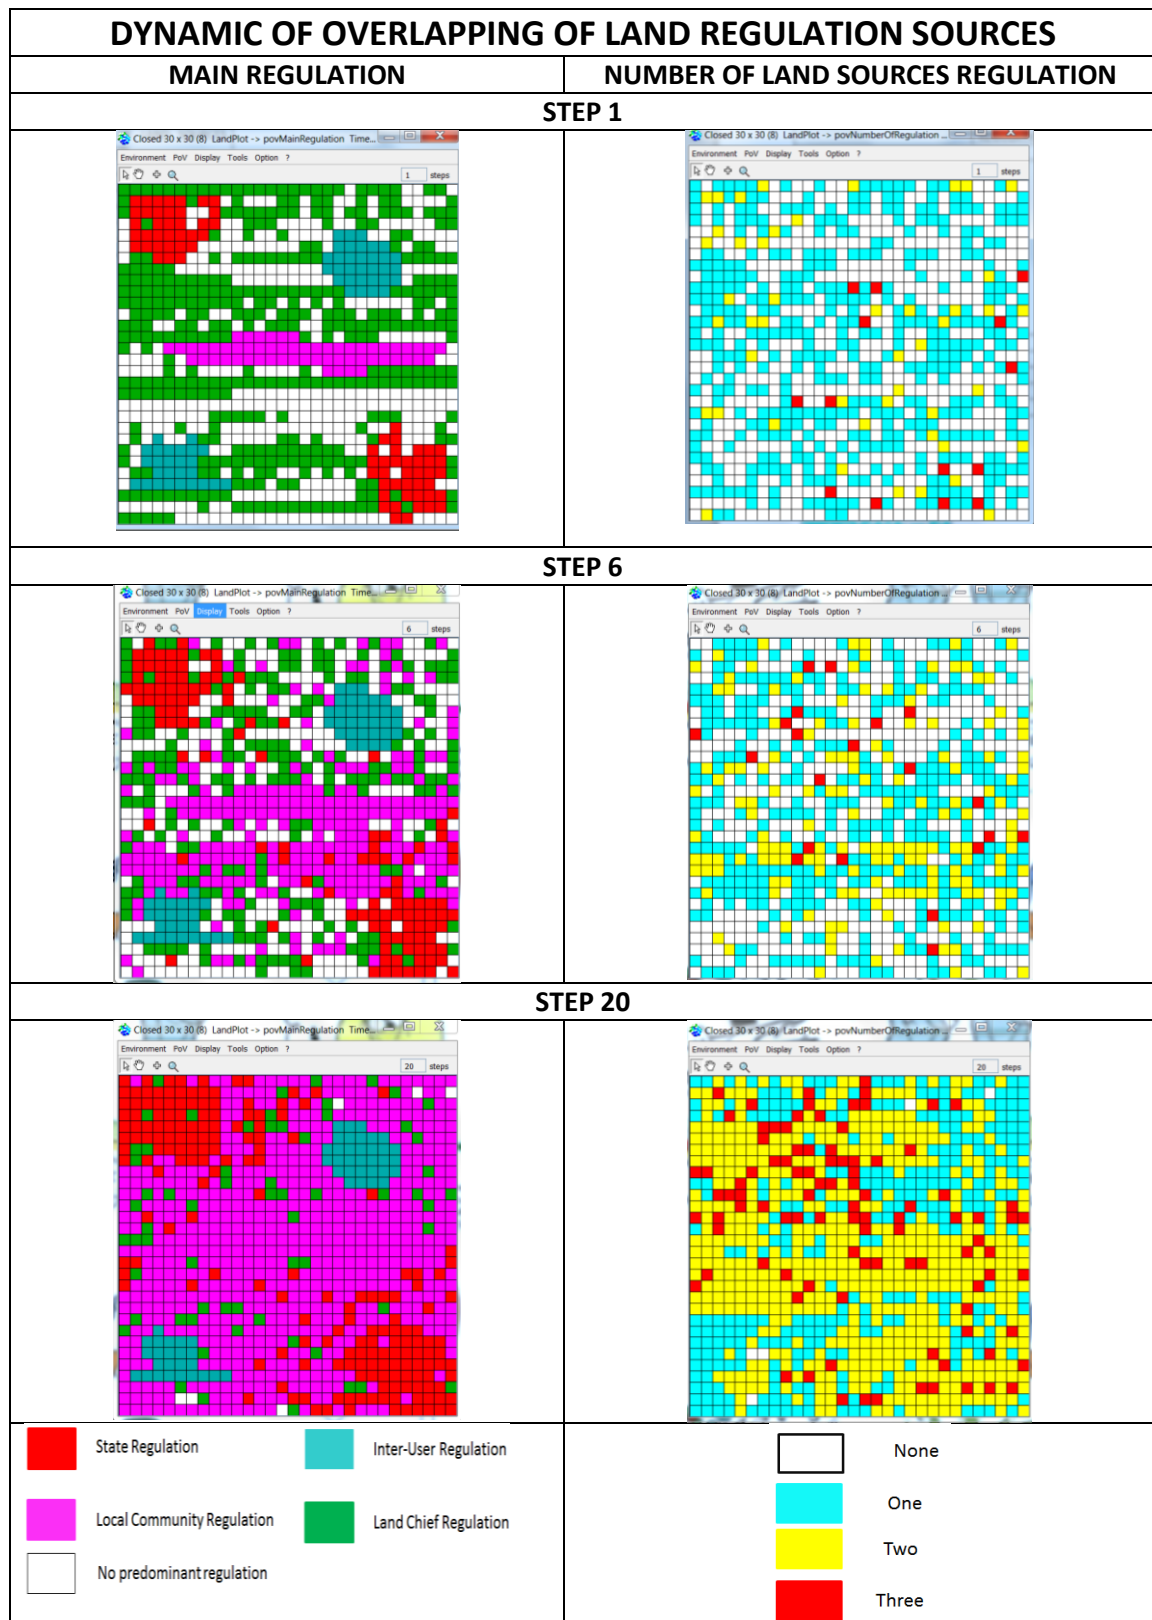 DYNAMIC OF OVERLAPPING OF LAND REGULATION SOURCES
MAIN REGULATION
NUMBER OF LAND SOURCES REGULATION
STEP 1
Closed 30 x 30 (8) LandPlot -> povMainRegulation Time...
Environment PoV Display Tools Option ?
1 steps
Closed 30 x 30 (8) LandPlot -> povNumberOfRegulation ...
Environment PoV Display Tools Option ?
1 steps
STEP 6
Closed 30 x 30 (8) LandPlot -> povMainRegulation Time...
Environment PoV Display Tools Option ?
6 steps
Closed 30 x 30 (8) LandPlot -> povNumberOfRegulation ...
Environment PoV Display Tools Option ?
6 steps
STEP 20
Closed 30 x 30 (8) LandPlot -> povMainRegulation Time...
Environment PoV Display Tools Option ?
20 steps
Closed 30 x 30 (8) LandPlot -> povNumberOfRegulation ...
Environment PoV Display Tools Option ?
20 steps
State Regulation
Inter-User Regulation
Local Community Regulation
Land Chief Regulation
No predominant regulation
None
One
Two
Three